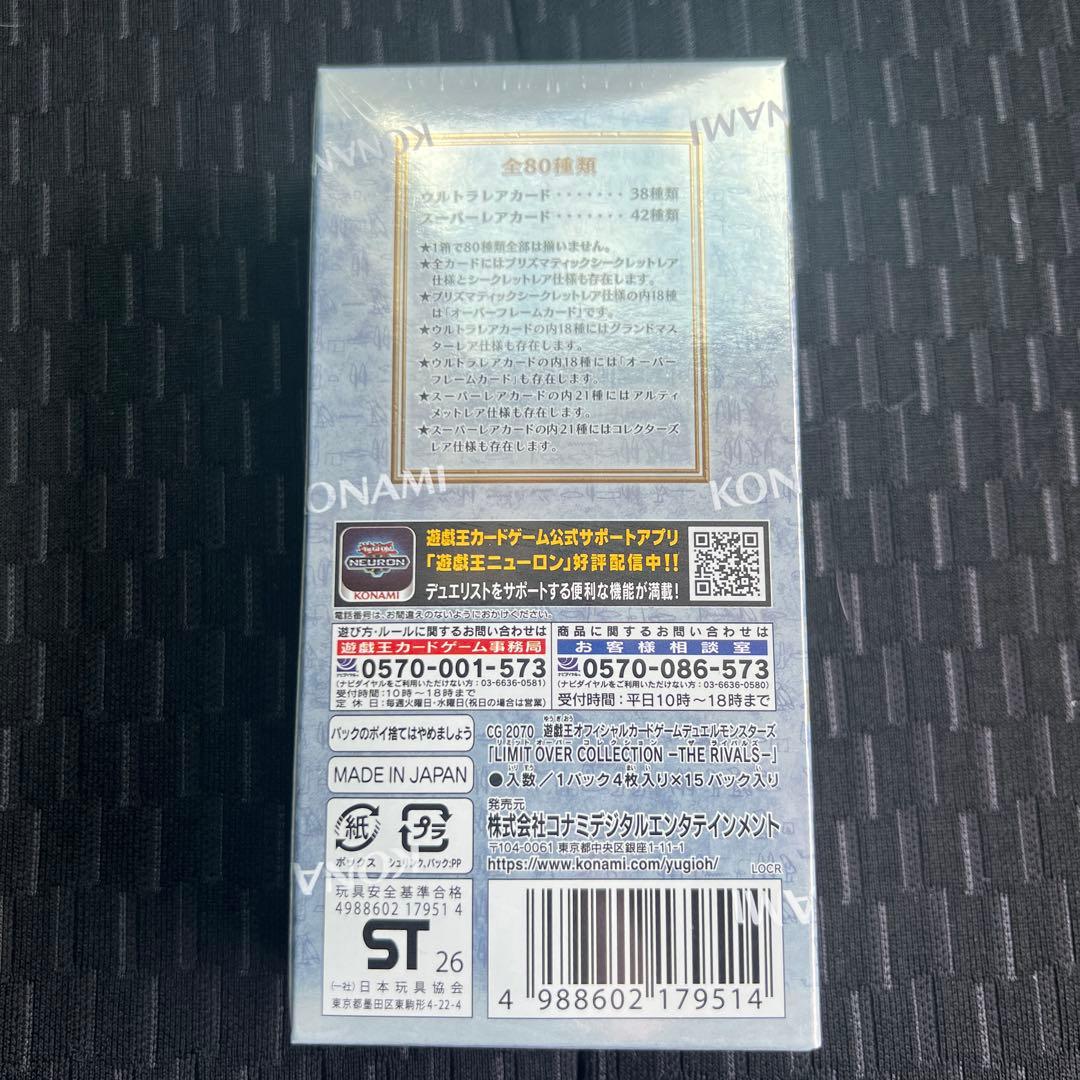 KONAMI
KONAMI
全80種類
ウルトラレアカード・・・・・・・38種類
スーパーレアカード・・・・・・・42種類
★1箱で80種類全部は揃いません。
★全カードにはプリズマティックシークレットレア
仕様とシークレットレア仕様も存在します。
★プリズマティックシークレットレア仕様の内18種
は「オーバーフレームカード」です。
★ウルトラレアカードの内18種にはグランドマス
ターレア仕様も存在します。
★ウルトラレアカードの内18種には「オーバー
フレームカード」も存在します。
★スーパーレアカードの内21種にはアルティ
メットレア仕様も存在します。
★スーパーレアカードの内21種にはコレクターズ
レア仕様も存在します。
KONAMI
KON
NEURON
KONAMI
遊戯王カードゲーム公式サポートアプリ
「遊戯王ニューロン」好評配信中!!
デュエリストをサポートする便利な機能が満載!
電話番号は、お間違えのないようにおかけください。
遊び方・ルールに関するお問い合わせは
遊戯王カードゲーム事務局
ナビダイヤル
0570-001-573
(ナビダイヤルをご利用いただけない方:03-6636-0581)
受付時間:10時~18時まで
定休日:毎週火曜日・水曜日(祝日の場合は営業)
商品に関するお問い合わせは
お客様相談室
ナビダイヤル
0570-086-573
(ナビダイヤルをご利用いただけない方:03-6636-0580)
受付時間:平日10時~18時まで
パックのポイ捨てはやめましょう
MADE IN JAPAN
紙
ボックス
プラ
シュリンク、パック:PP
CG 2070 遊戯王オフィシャルカードゲームデュエルモンスターズ
「LIMIT OVER COLLECTION -THE RIVALS-」
●入数/1パック4枚入り×15パック入り
発売元
株式会社コナミデジタルエンタテインメント
〒104-0061 東京都中央区銀座1-11-1
https://www.konami.com/yugioh/
LOCR
KONA
AMI
玩具安全基準合格
4988602 17951 4
ST 26
(一社)日本玩具協会
東京都墨田区東駒形4-22-4
4 988602 179514